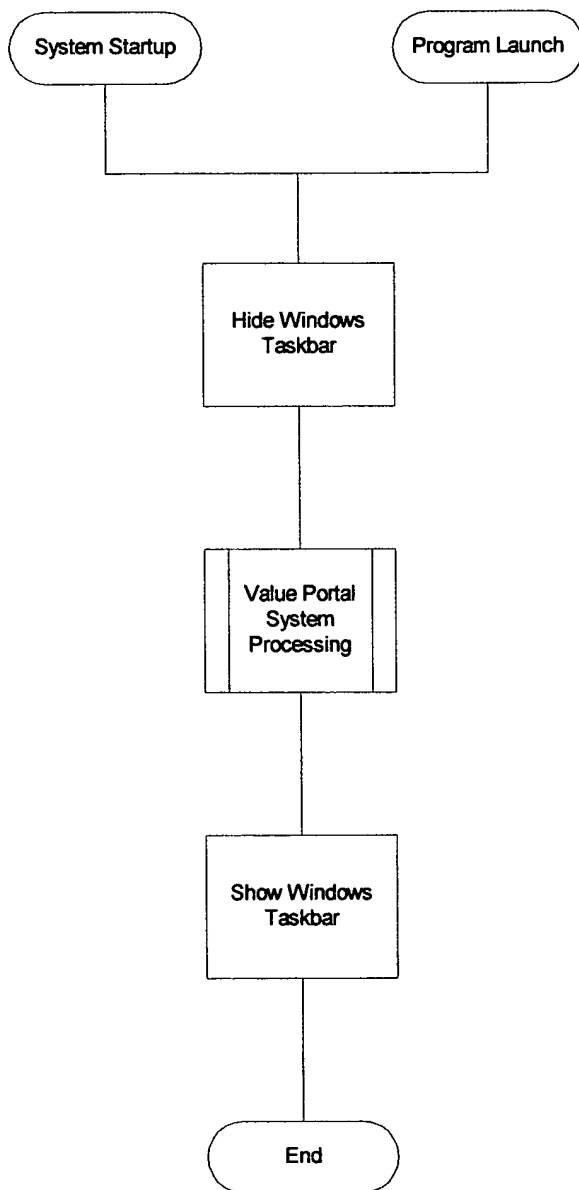 System Startup
Program Launch
Hide Windows
Taskbar
Value Portal
System
Processing
Show Windows
Taskbar
End